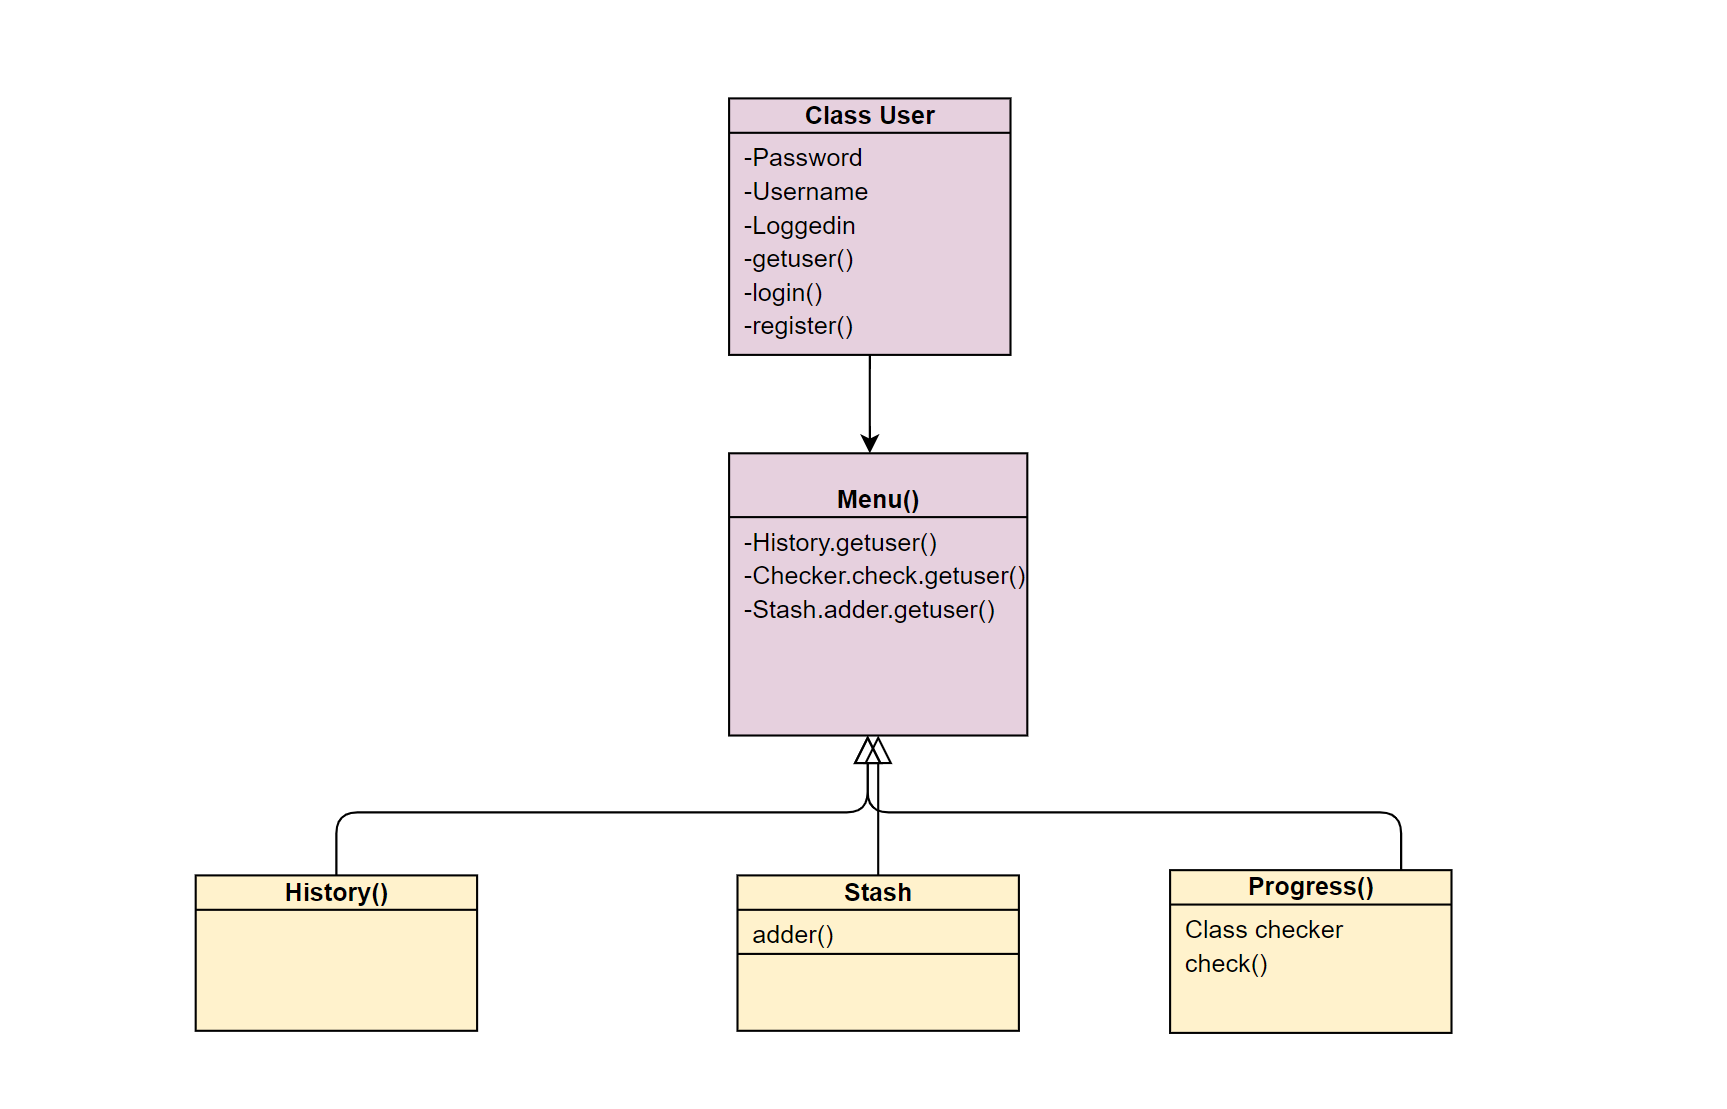 Class User
-Password
-Username
-Loggedin
-getuser()
-login()
-register()
Menu()
-History.getuser()
-Checker.check.getuser()
-Stash.adder.getuser()
History()
Stash
adder()
Progress()
Class checker
check()